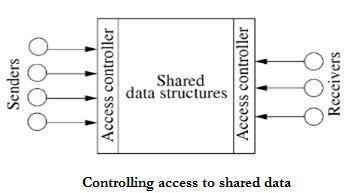 Senders
Access controller
Shared
data structures
Access controller
Receivers
Controlling access to shared data